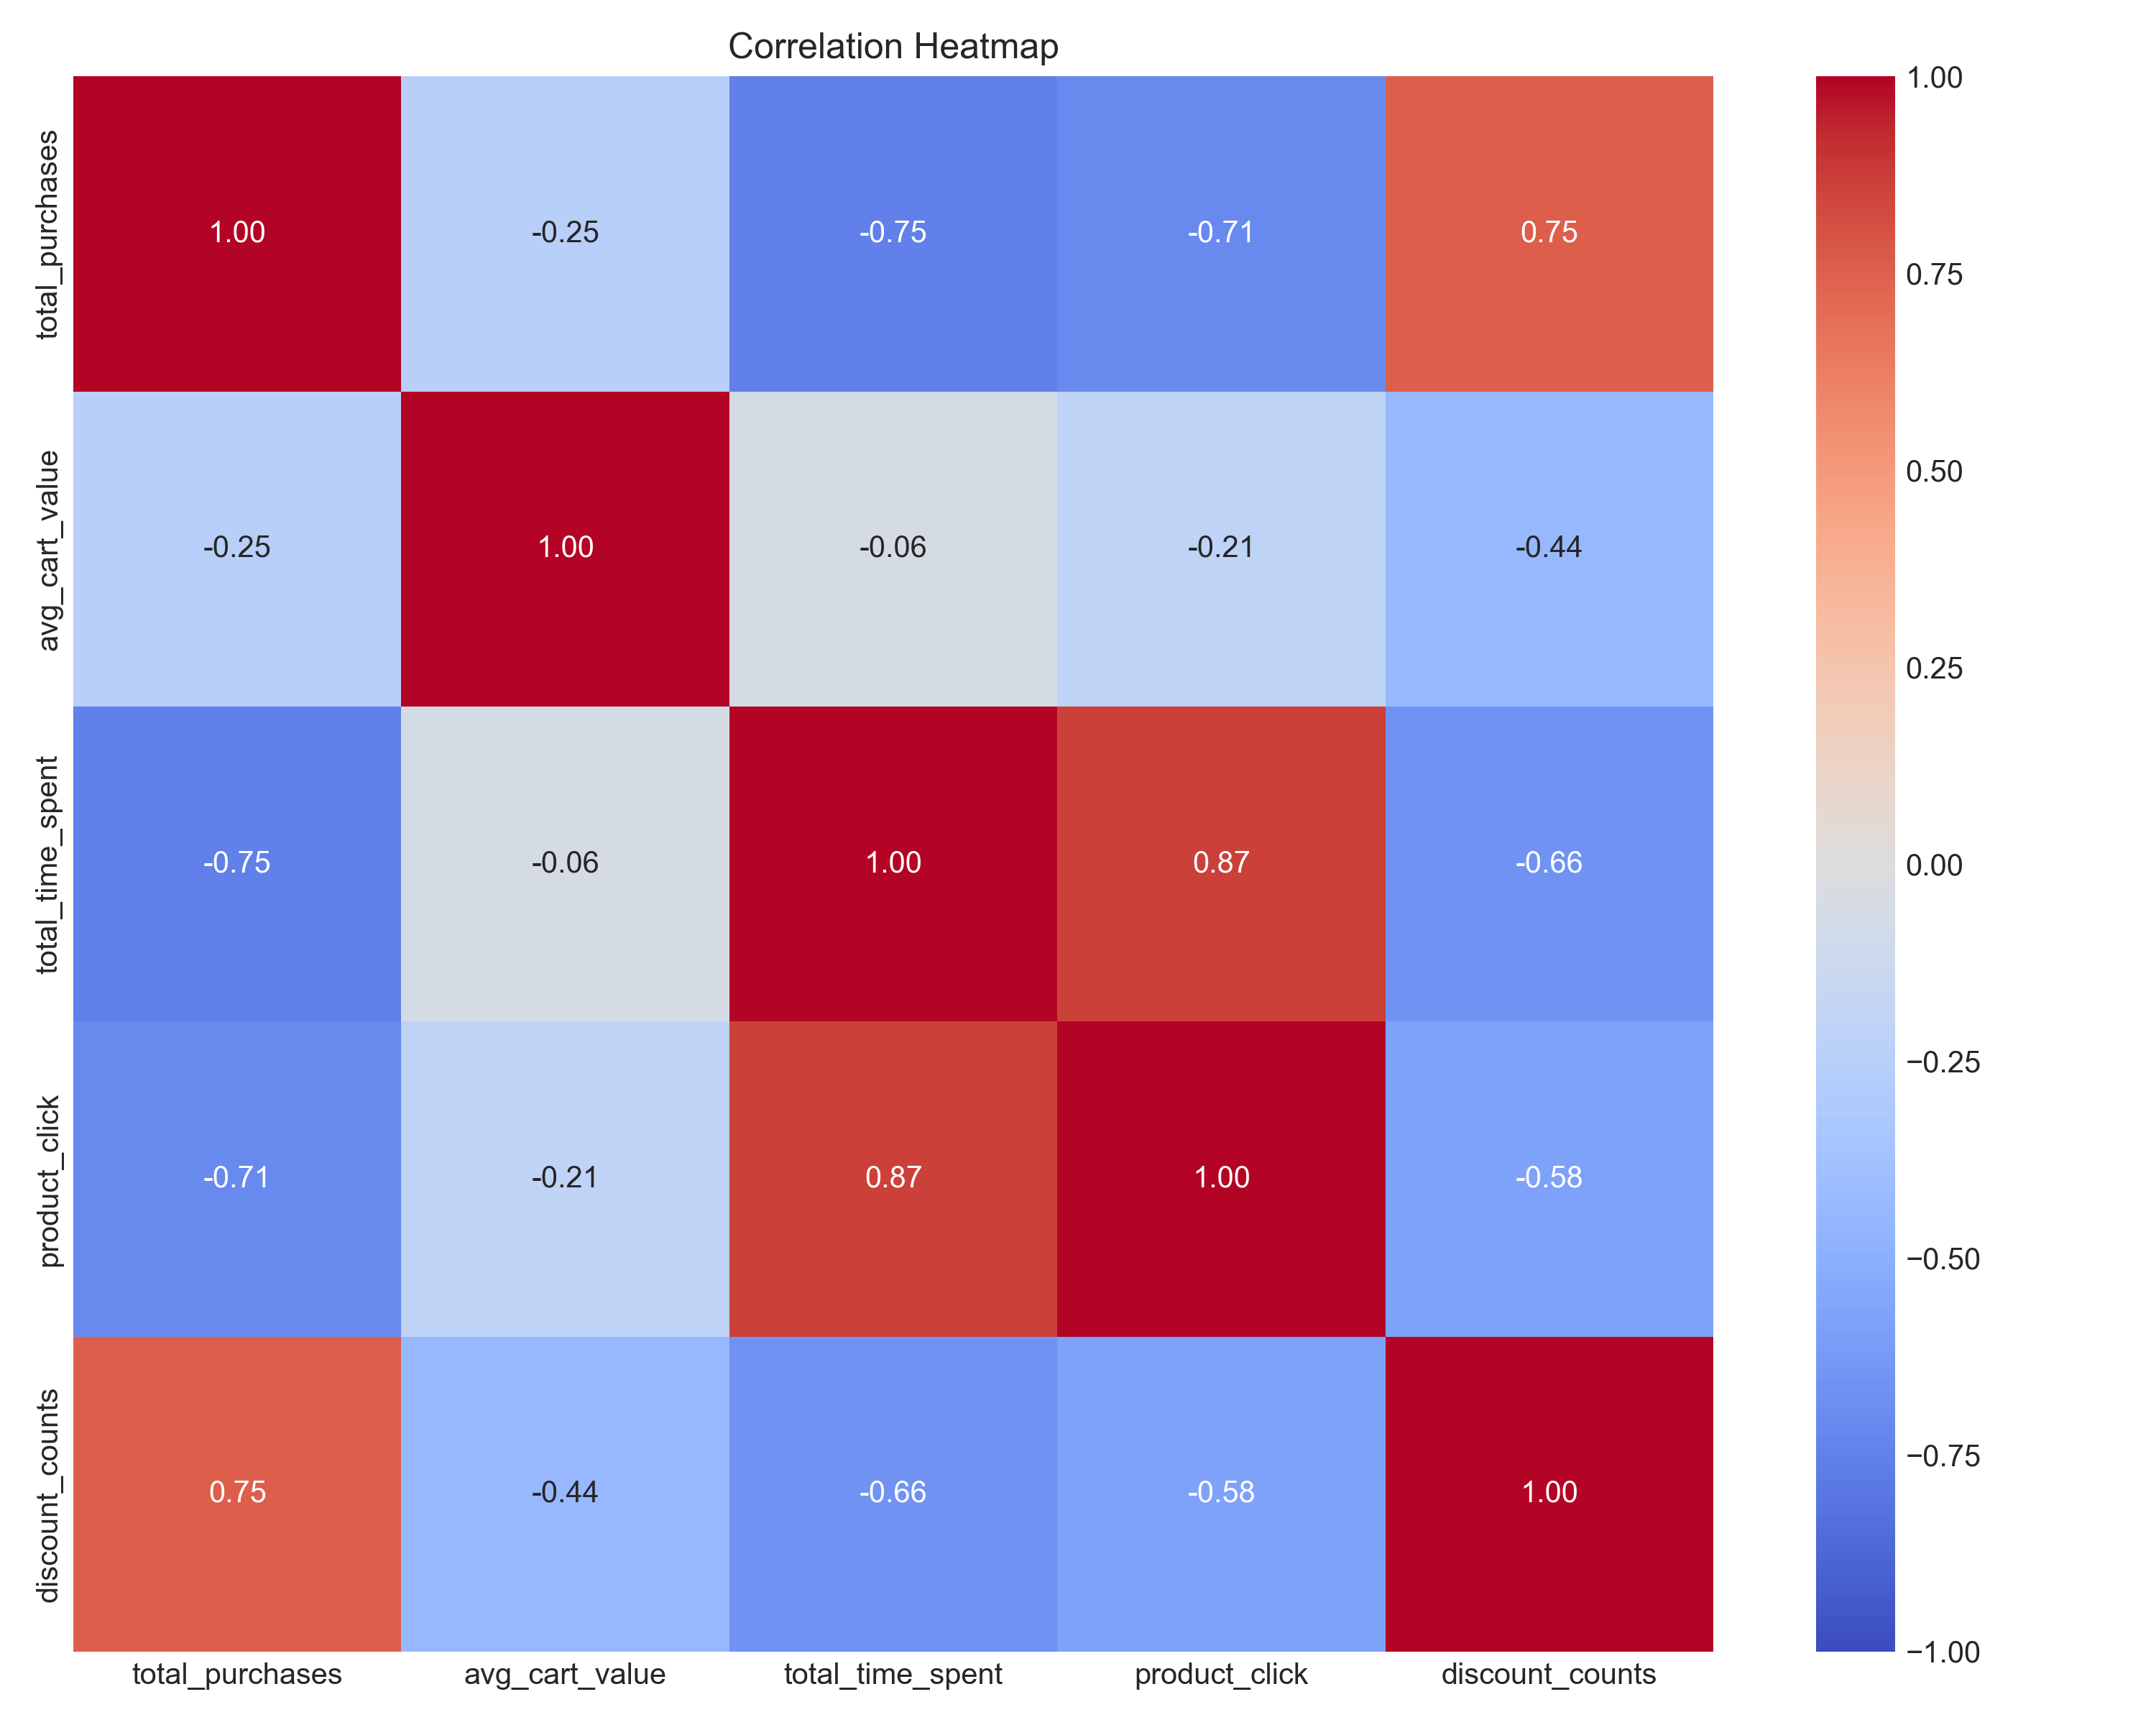 Correlation Heatmap
total_purchases
1.00 -0.25 -0.75 -0.71 0.75
avg_cart_value
-0.25 1.00 -0.06 -0.21 -0.44
total_time_spent
-0.75 -0.06 1.00 0.87 -0.66
product_click
-0.71 -0.21 0.87 1.00 -0.58
discount_counts
0.75 -0.44 -0.66 -0.58 1.00
total_purchases avg_cart_value total_time_spent product_click discount_counts
1.00
0.75
0.50
0.25
0.00
−0.25
−0.50
−0.75
−1.00